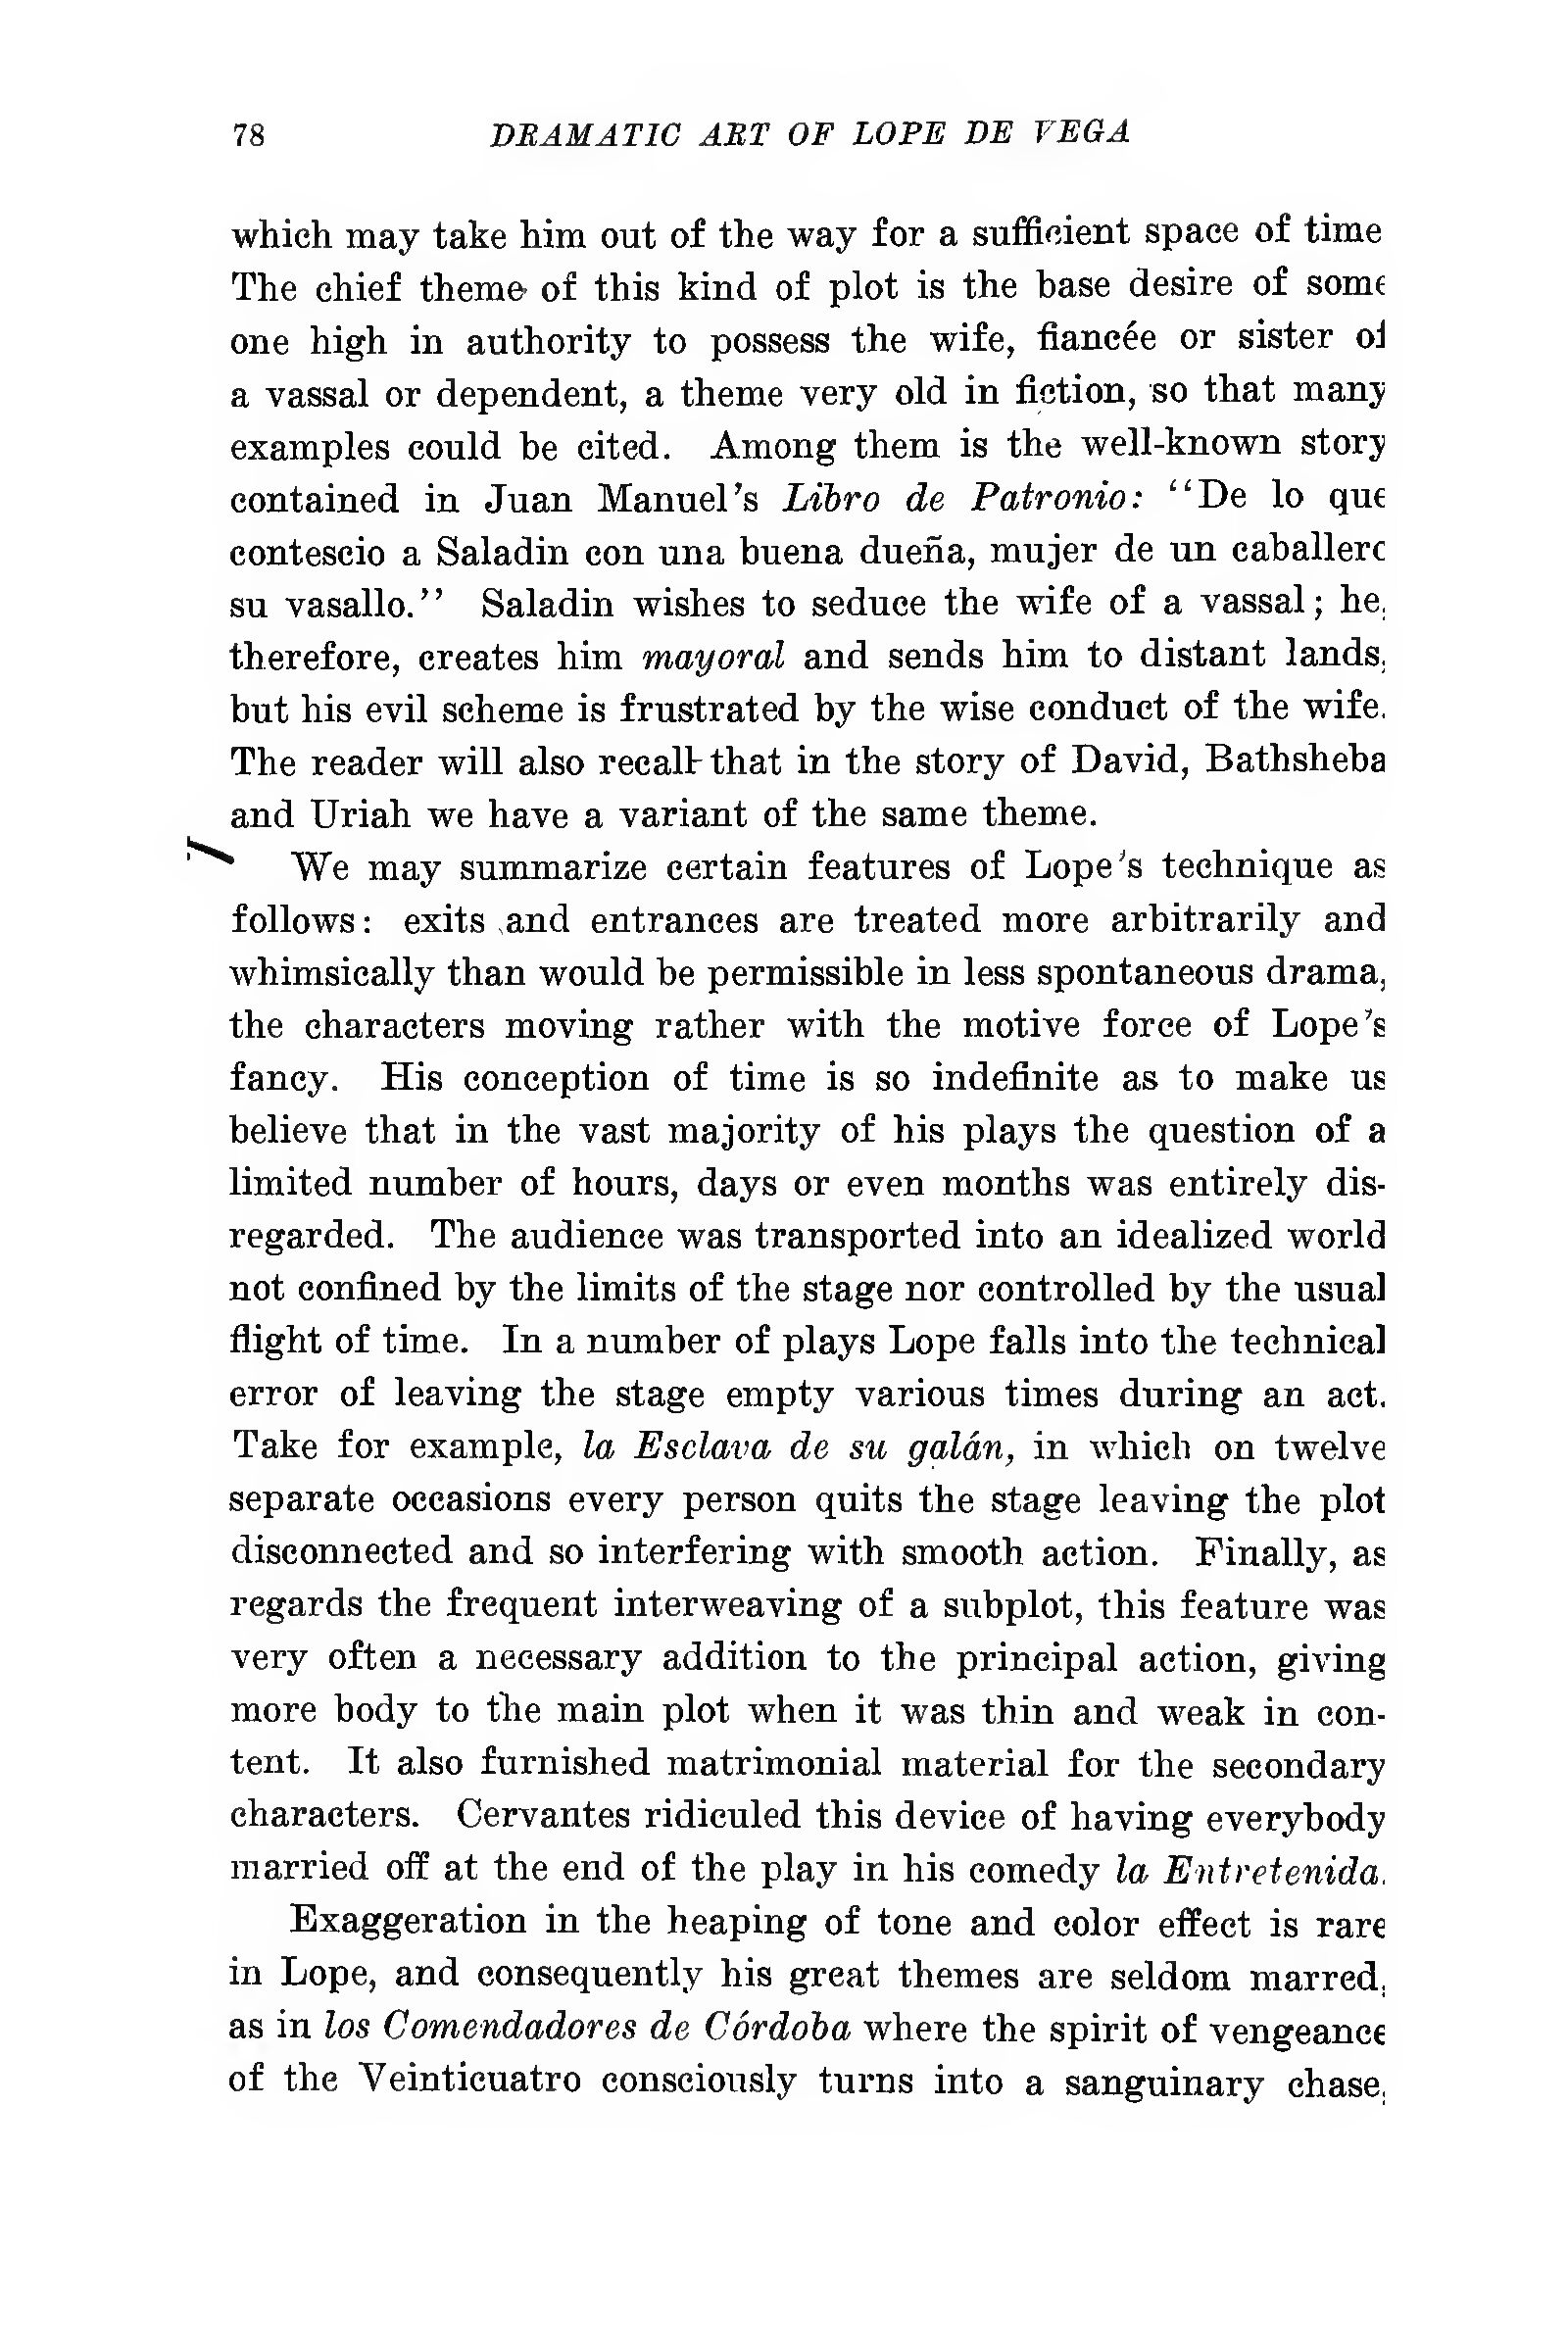 78 DRAMATIC ART OF LOPE DE VEGA
which may take him out of the way for a sufficient space of time
The chief theme of this kind of plot is the base desire of some
one high in authority to possess the wife, fiancée or sister of
a vassal or dependent, a theme very old in fiction, so that many
examples could be cited. Among them is the well-known story
contained in Juan Manuel's Libro de Patronio: "De lo que
contescio a Saladin con una buena dueña, mujer de un caballero
su vasallo." Saladin wishes to seduce the wife of a vassal; he,
therefore, creates him mayoral and sends him to distant lands,
but his evil scheme is frustrated by the wise conduct of the wife.
The reader will also recall that in the story of David, Bathsheba
and Uriah we have a variant of the same theme.
We may summarize certain features of Lope's technique as
follows: exits and entrances are treated more arbitrarily and
whimsically than would be permissible in less spontaneous drama,
the characters moving rather with the motive force of Lope's
fancy. His conception of time is so indefinite as to make us
believe that in the vast majority of his plays the question of a
limited number of hours, days or even months was entirely dis-
regarded. The audience was transported into an idealized world
not confined by the limits of the stage nor controlled by the usual
flight of time. In a number of plays Lope falls into the technical
error of leaving the stage empty various times during an act.
Take for example, la Esclava de su galán, in which on twelve
separate occasions every person quits the stage leaving the plot
disconnected and so interfering with smooth action. Finally, as
regards the frequent interweaving of a subplot, this feature was
very often a necessary addition to the principal action, giving
more body to the main plot when it was thin and weak in con-
tent. It also furnished matrimonial material for the secondary
characters. Cervantes ridiculed this device of having everybody
married off at the end of the play in his comedy la Entretenida.
Exaggeration in the heaping of tone and color effect is rare
in Lope, and consequently his great themes are seldom marred,
as in los Comendadores de Córdoba where the spirit of vengeance
of the Veinticuatro consciously turns into a sanguinary chase,